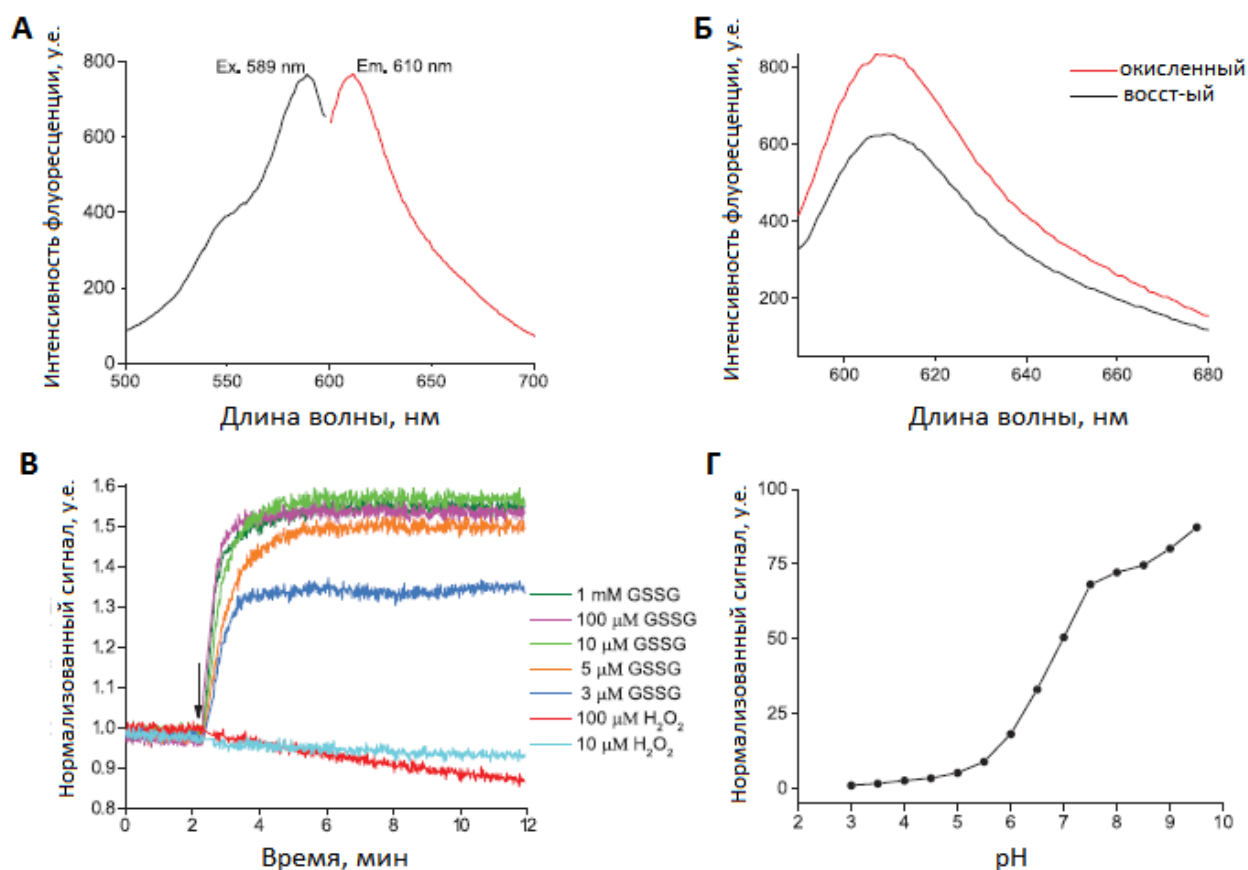 А
Интенсивность флуоресценции, у.е.
800
600
400
200
0
Ex. 589 nm
Em. 610 nm
500
550
600
650
700
Длина волны, нм
Б
Интенсивность флуоресценции, у.е.
800
600
400
200
окисленный
восст-ый
600
620
640
660
680
Длина волны, нм
В
Нормализованный сигнал, у.е.
1.6
1.5
1.4
1.3
1.2
1.1
1.0
0.9
0.8
1 mM GSSG
100 µM GSSG
10 µM GSSG
5 µM GSSG
3 µM GSSG
100 µM H₂O₂
10 µM H₂O₂
0
2
4
6
8
10
12
Время, мин
Г
Нормализованный сигнал, у.е.
100
75
50
25
0
2
3
4
5
6
7
8
9
10
pH